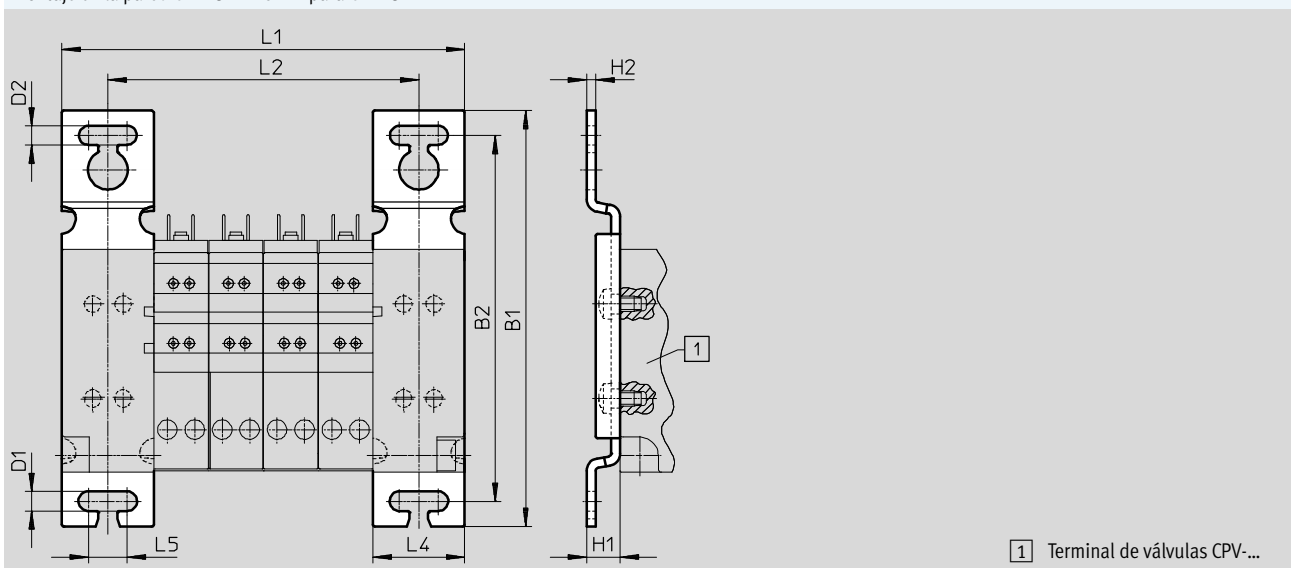 L1
L2
H2
D2
B2
B1
1
D1
L5
L4
H1
1 Terminal de válvulas CPV-...